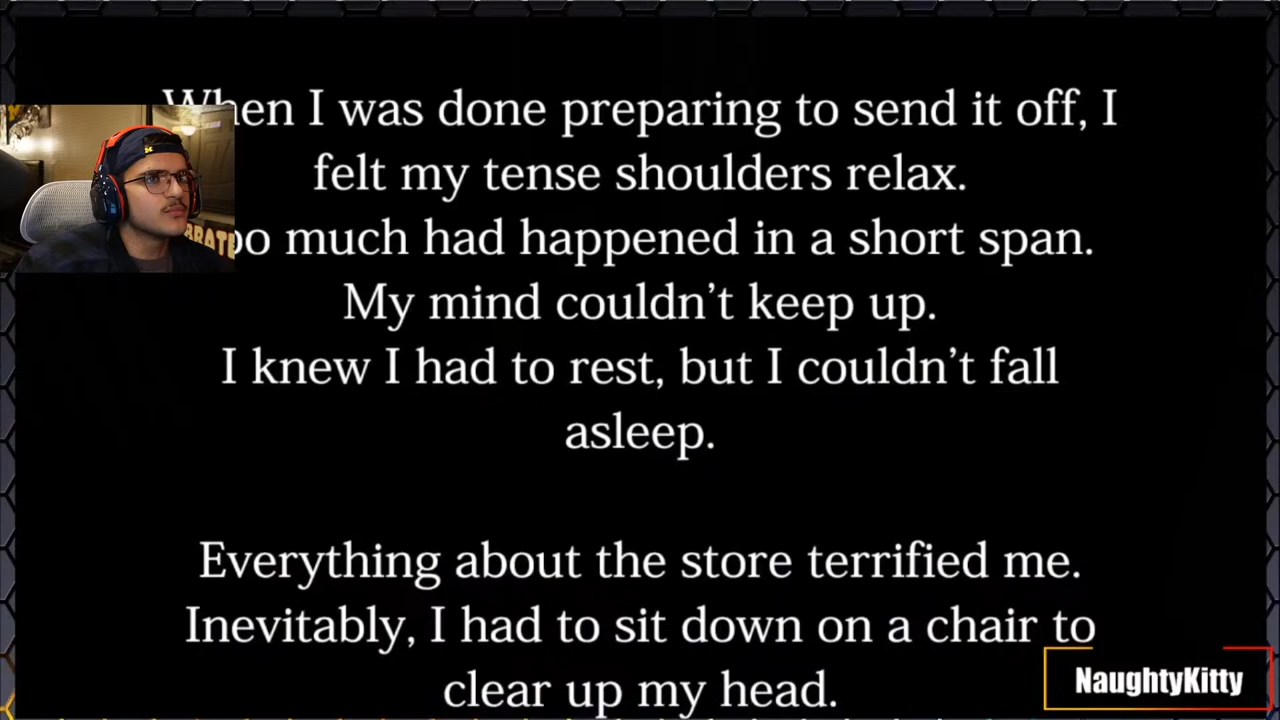 When I was done preparing to send it off, I
felt my tense shoulders relax.
oo much had happened in a short span.
My mind couldn’t keep up.
I knew I had to rest, but I couldn’t fall
asleep.
Everything about the store terrified me.
Inevitably, I had to sit down on a chair to
clear up my head.
NaughtyKitty